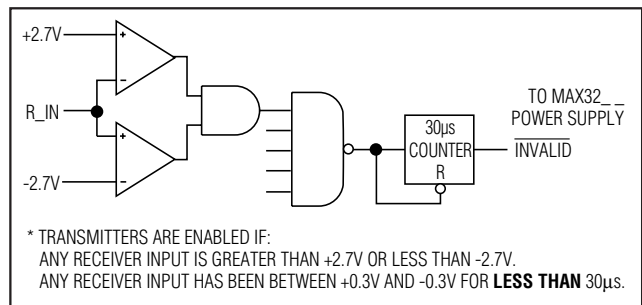 +2.7V
+
-
R_IN
+
-
-2.7V
30µs
COUNTER
R
TO MAX32_ _
POWER SUPPLY
INVALID
* TRANSMITTERS ARE ENABLED IF:
ANY RECEIVER INPUT IS GREATER THAN +2.7V OR LESS THAN -2.7V.
ANY RECEIVER INPUT HAS BEEN BETWEEN +0.3V AND -0.3V FOR LESS THAN 30µs.